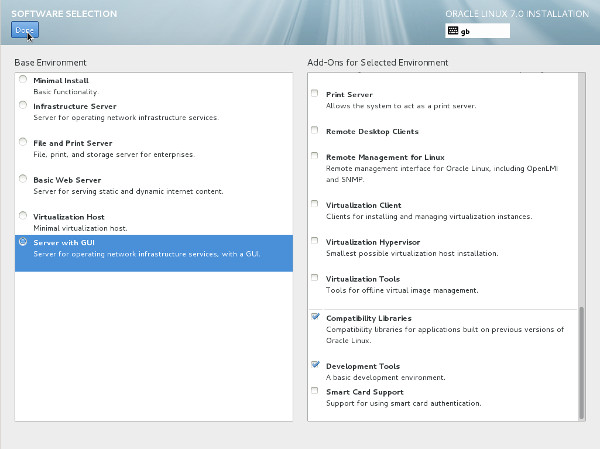 SOFTWARE SELECTION
ORACLE LINUX 7.0 INSTALLATION
Done
gb
Base Environment
Minimal Install
Basic functionality.
Infrastructure Server
Server for operating network infrastructure services.
File and Print Server
File, print, and storage server for enterprises.
Basic Web Server
Server for serving static and dynamic internet content.
Virtualization Host
Minimal virtualization host.
Server with GUI
Server for operating network infrastructure services, with a GUI.
Add-Ons for Selected Environment
Print Server
Allows the system to act as a print server.
Remote Desktop Clients
Remote Management for Linux
Remote management interface for Oracle Linux, including OpenLMI
and SNMP.
Virtualization Client
Clients for installing and managing virtualization instances.
Virtualization Hypervisor
Smallest possible virtualization host installation.
Virtualization Tools
Tools for offline virtual image management.
Compatibility Libraries
Compatibility libraries for applications built on previous versions of
Oracle Linux.
Development Tools
A basic development environment.
Smart Card Support
Support for using smart card authentication.